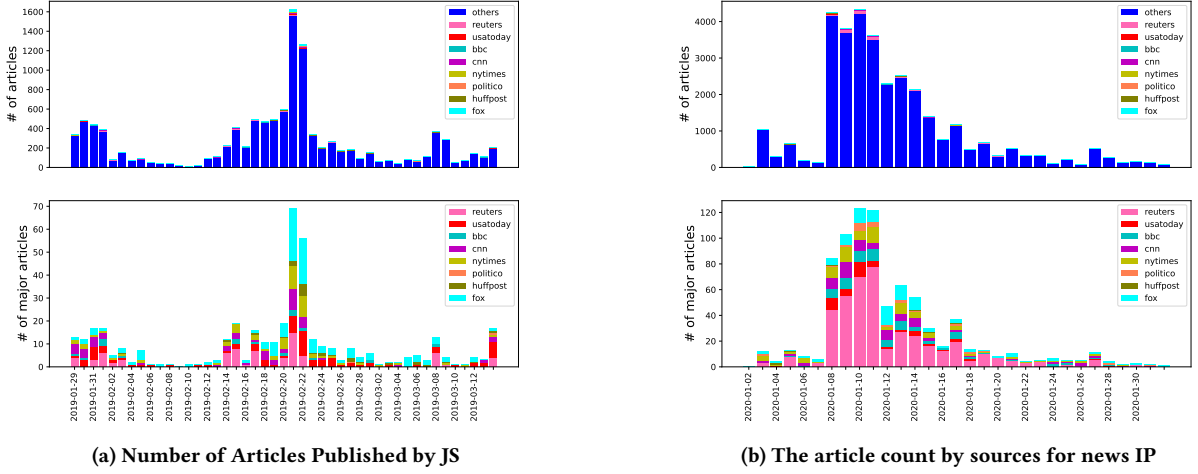 1600
1400
1200
1000
800
600
400
200
0
# of articles
others
reuters
usatoday
bbc
cnn
nytimes
politico
huffpost
fox
70
60
50
40
30
20
10
0
# of major articles
reuters
usatoday
bbc
cnn
nytimes
politico
huffpost
fox
2019-01-29
2019-01-31
2019-02-02
2019-02-04
2019-02-06
2019-02-08
2019-02-10
2019-02-12
2019-02-14
2019-02-16
2019-02-18
2019-02-20
2019-02-22
2019-02-24
2019-02-26
2019-02-28
2019-03-02
2019-03-04
2019-03-06
2019-03-08
2019-03-10
2019-03-12
(a) Number of Articles Published by JS
4000
3000
2000
1000
0
# of articles
others
reuters
usatoday
bbc
cnn
nytimes
politico
huffpost
fox
120
100
80
60
40
20
0
# of major articles
reuters
usatoday
bbc
cnn
nytimes
politico
huffpost
fox
2020-01-02
2020-01-04
2020-01-06
2020-01-08
2020-01-10
2020-01-12
2020-01-14
2020-01-16
2020-01-18
2020-01-20
2020-01-22
2020-01-24
2020-01-26
2020-01-28
2020-01-30
(b) The article count by sources for news IP